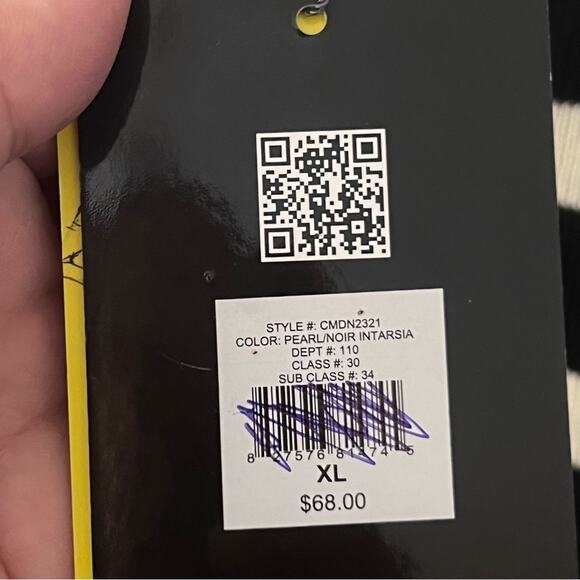 STYLE #: CMDN2321
COLOR: PEARL/NOIR INTARSIA
DEPT #: 110
CLASS #: 30
SUB CLASS #: 34
XL
$68.00